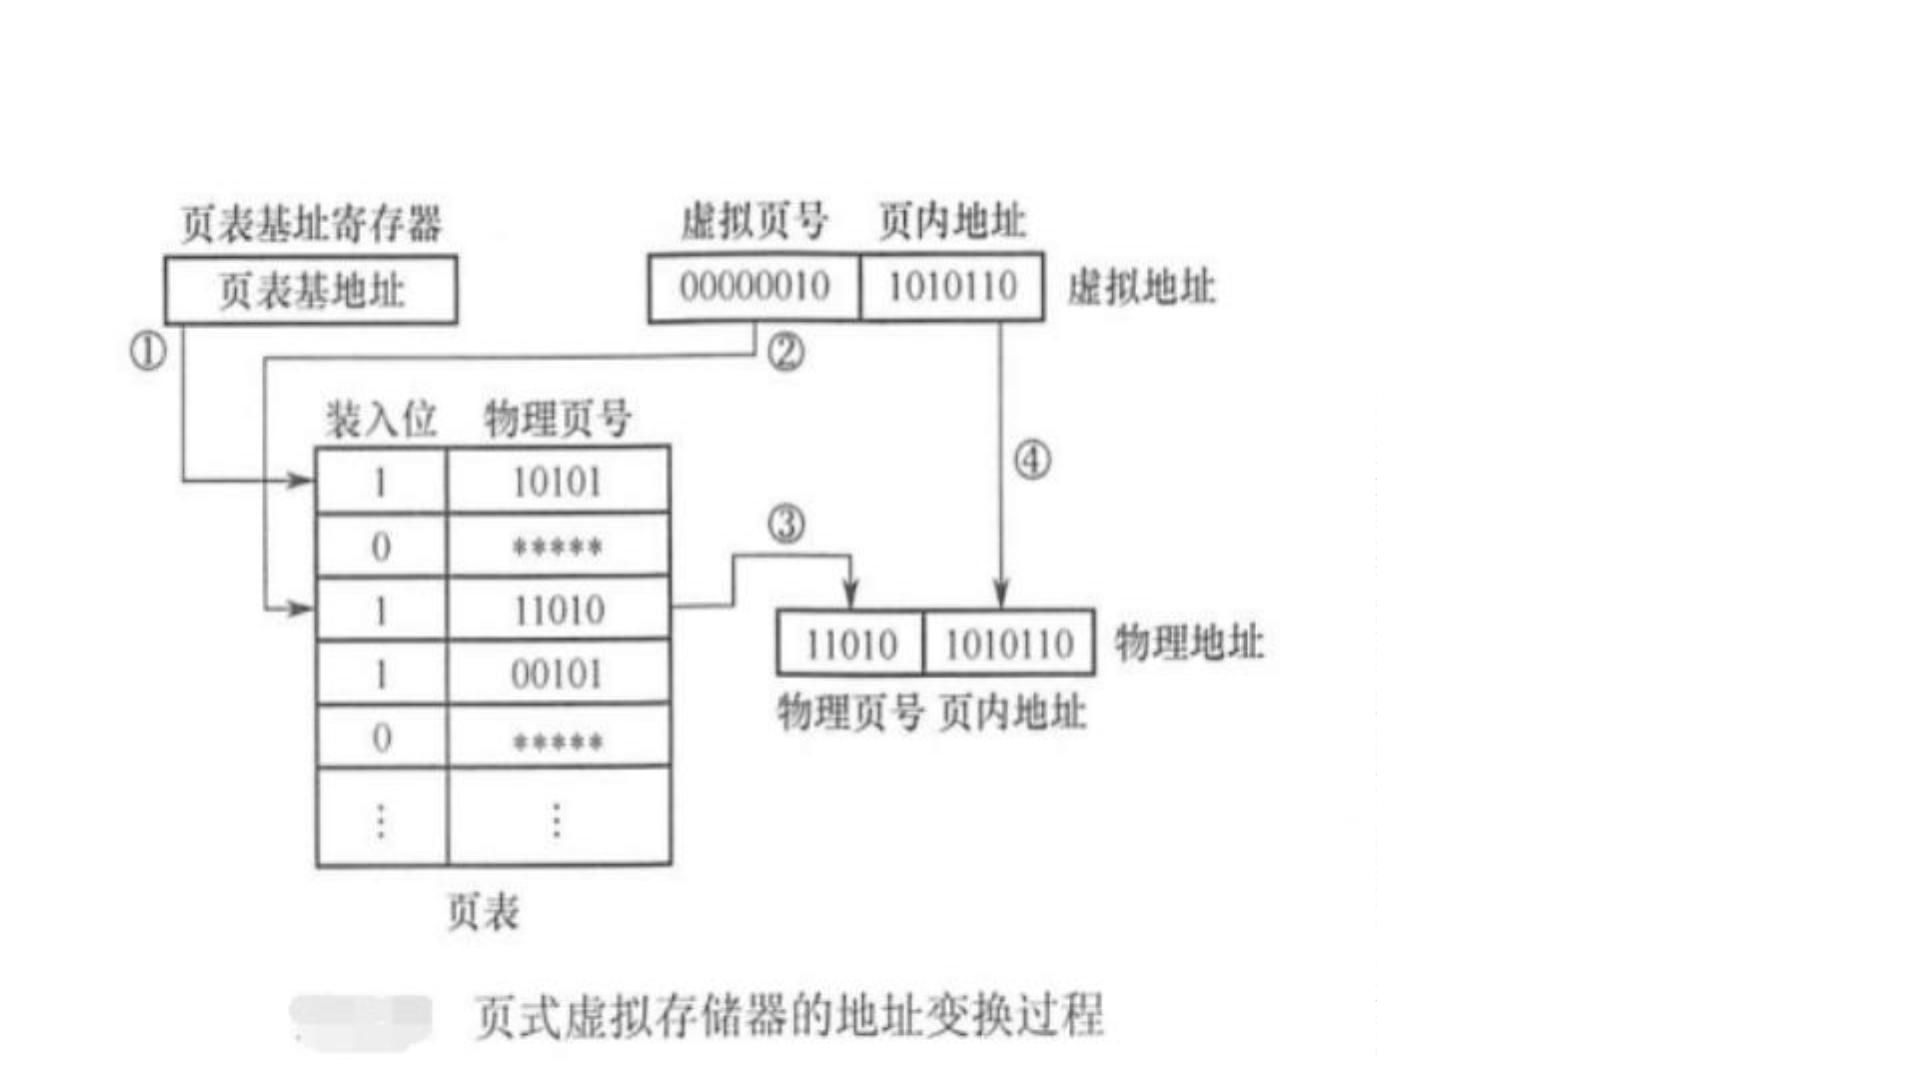 页表基址寄存器
虚拟页号 页内地址
页表基地址
00000010 1010110 虚拟地址
①
②
装入位 物理页号
④
1 10101
③
0 *****
1 11010
11010 1010110 物理地址
1 00101
物理页号 页内地址
0 *****
⋮ ⋮
页表
页式虚拟存储器的地址变换过程